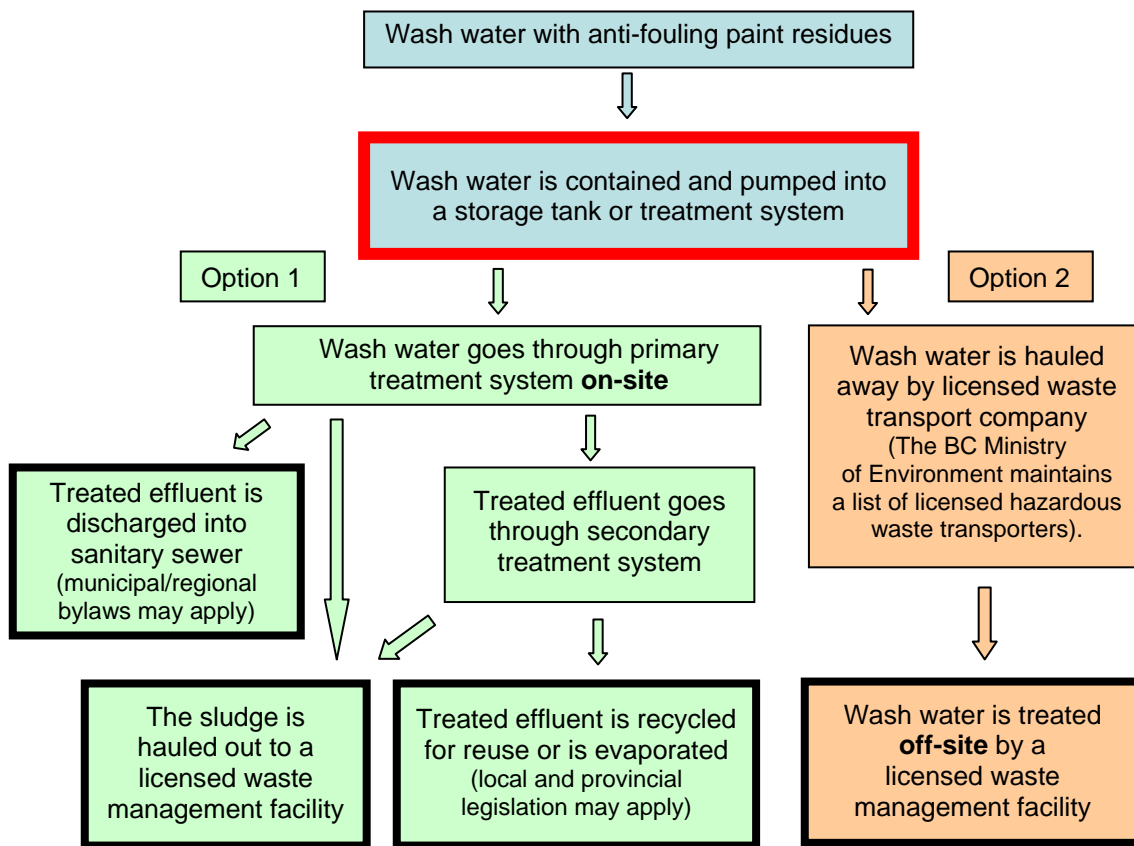 Wash water with anti-fouling paint residues
Wash water is contained and pumped into
a storage tank or treatment system
Option 1
Option 2
Wash water goes through primary
treatment system on-site
Wash water is hauled
away by licensed waste
transport company
(The BC Ministry
of Environment maintains
a list of licensed hazardous
waste transporters).
Treated effluent is
discharged into
sanitary sewer
(municipal/regional
bylaws may apply)
Treated effluent goes
through secondary
treatment system
The sludge is
hauled out to a
licensed waste
management facility
Treated effluent is recycled
for reuse or is evaporated
(local and provincial
legislation may apply)
Wash water is treated
off-site by a
licensed waste
management facility